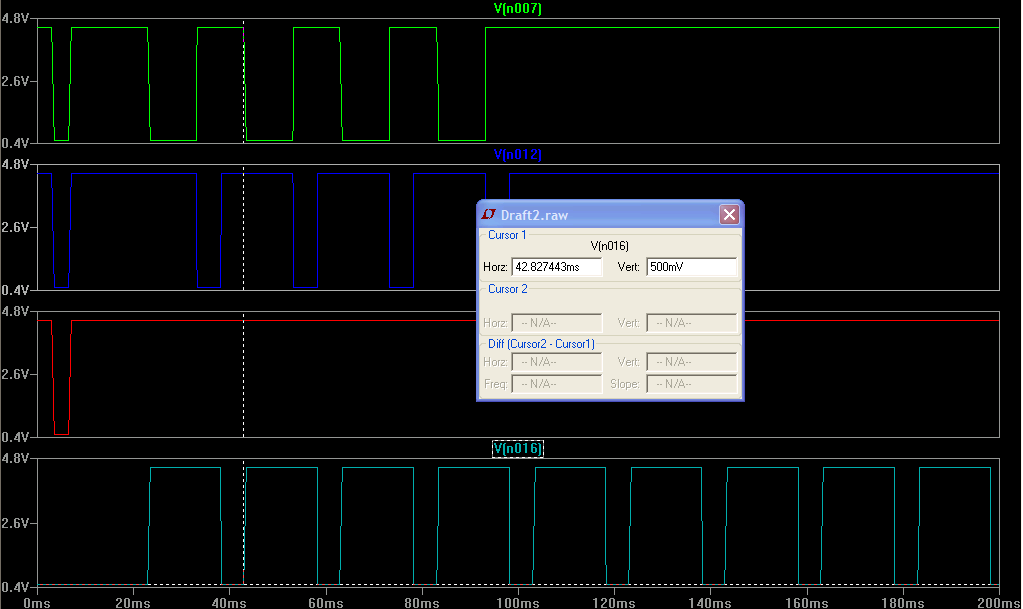 V(n007)
4.8V
2.6V
0.4V
V(n012)
4.8V
2.6V
0.4V
4.8V
2.6V
0.4V
Draft2.raw
Cursor 1
V(n016)
Horz: 42.827443ms Vert: 500mV
Cursor 2
Horz: -- N/A-- Vert: -- N/A--
Diff (Cursor2 - Cursor1)
Horz: -- N/A-- Vert: -- N/A--
Freq: -- N/A-- Slope: -- N/A--
V(n016)
4.8V
2.6V
0.4V
0ms 20ms 40ms 60ms 80ms 100ms 120ms 140ms 160ms 180ms 200ms